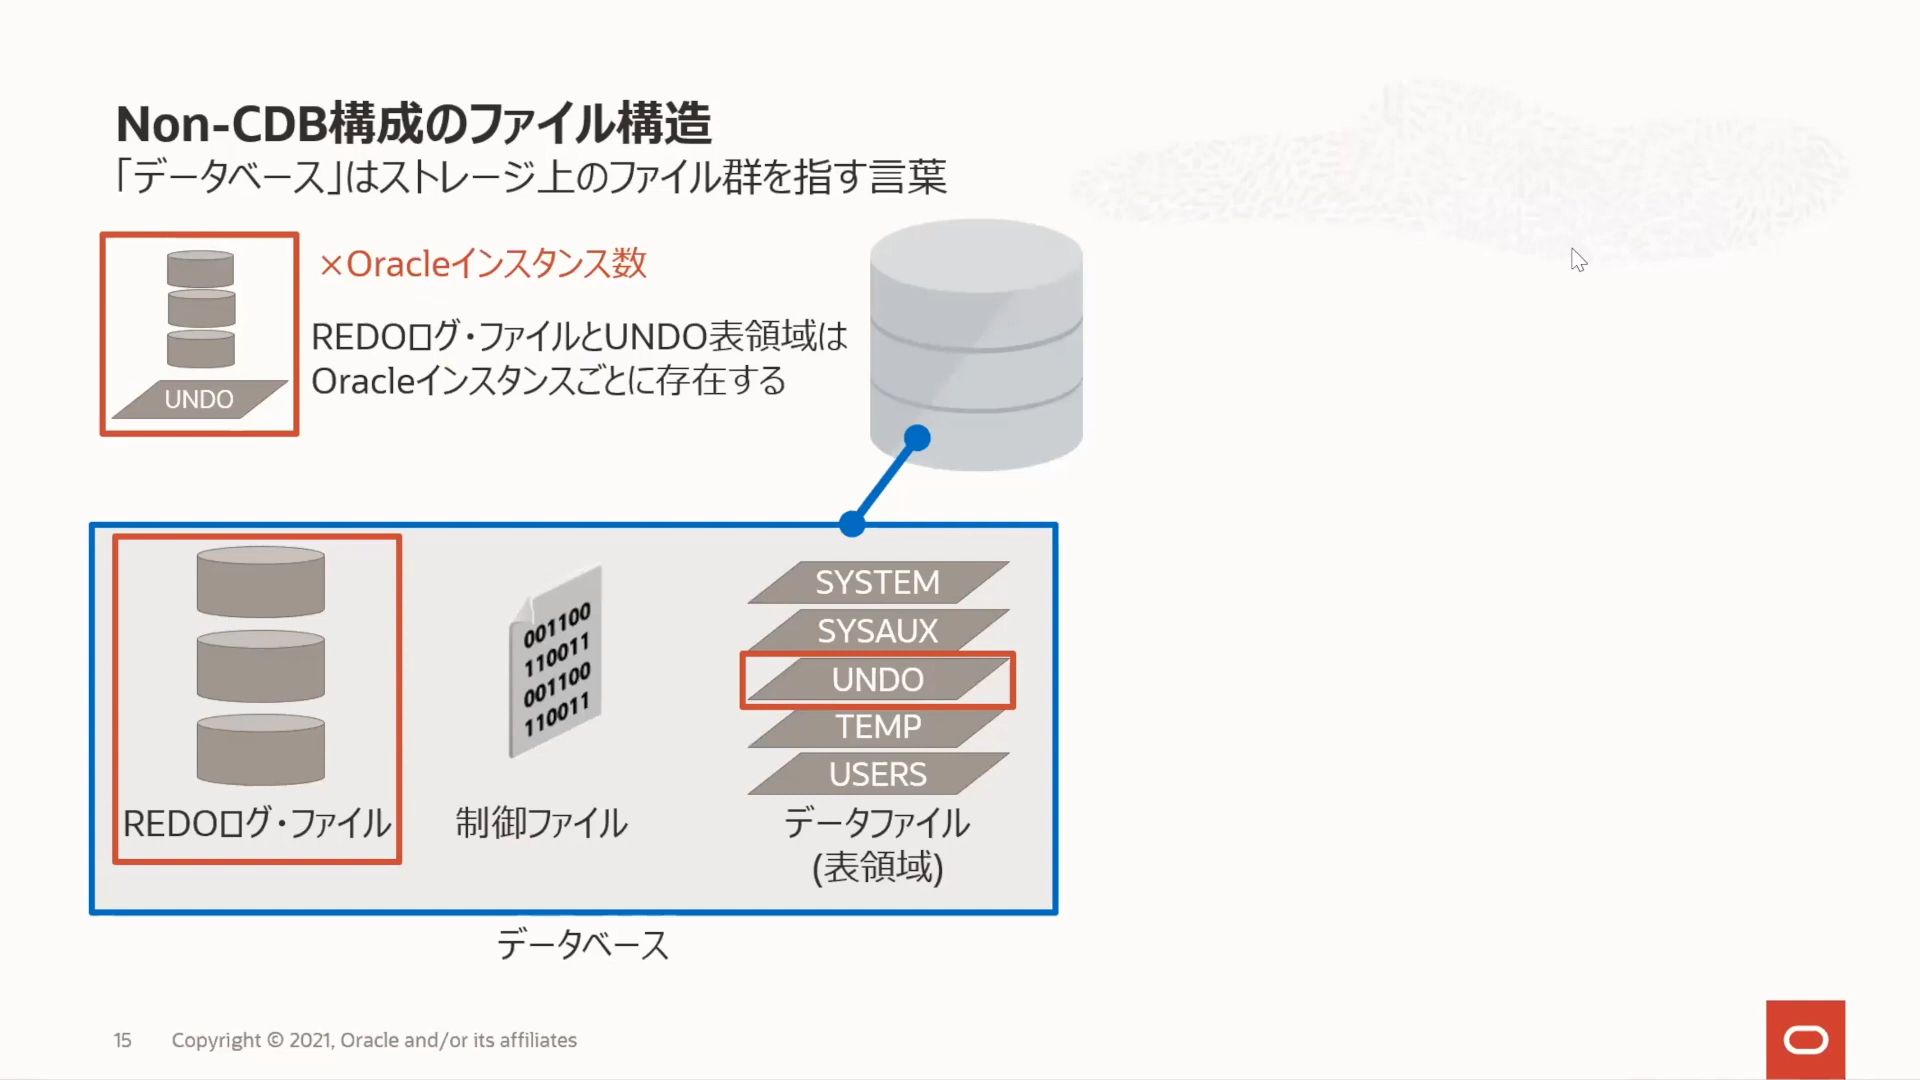 Non-CDB構成のファイル構造
「データベース」はストレージ上のファイル群を指す言葉
×Oracleインスタンス数
REDOログ・ファイルとUNDO表領域は
Oracleインスタンスごとに存在する
UNDO
001100
110011
001100
110011
SYSTEM
SYSAUX
UNDO
TEMP
USERS
REDOログ・ファイル
制御ファイル
データファイル
(表領域)
データベース
15
Copyright © 2021, Oracle and/or its affiliates